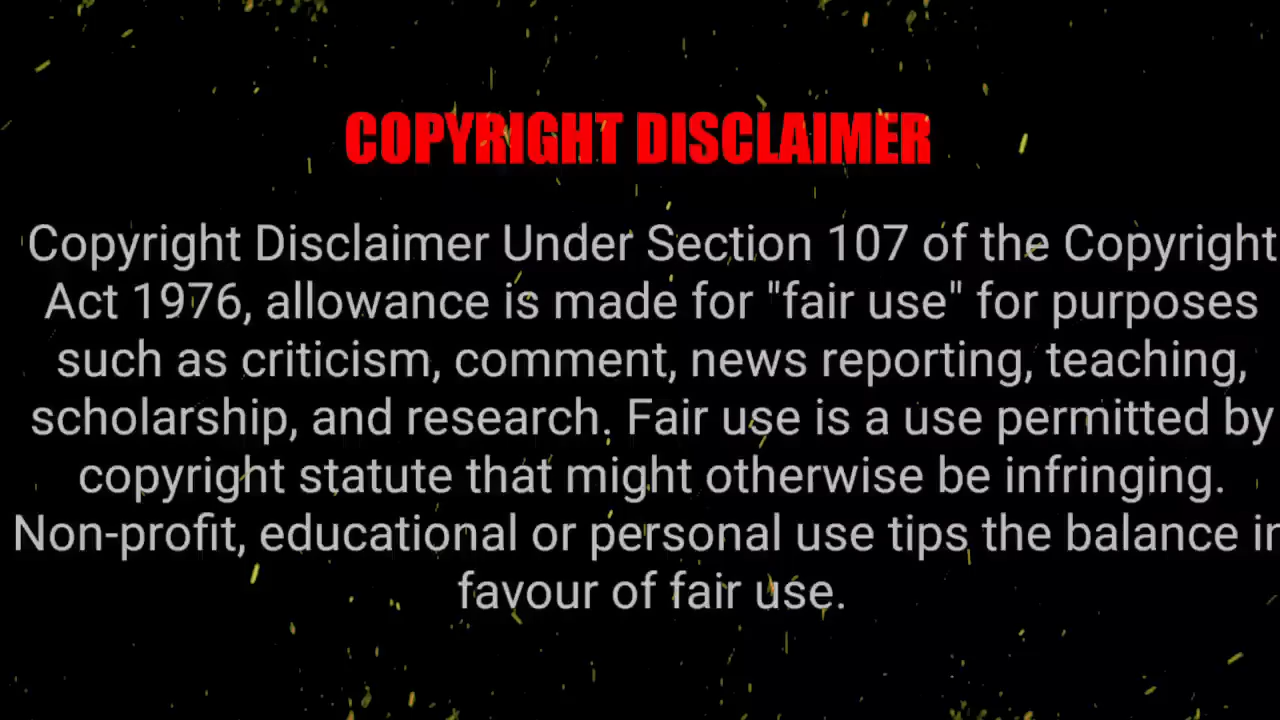 COPYRIGHT DISCLAIMER
Copyright Disclaimer Under Section 107 of the Copyright
Act 1976, allowance is made for "fair use" for purposes
such as criticism, comment, news reporting, teaching,
scholarship, and research. Fair use is a use permitted by
copyright statute that might otherwise be infringing.
Non-profit, educational or personal use tips the balance in
favour of fair use.